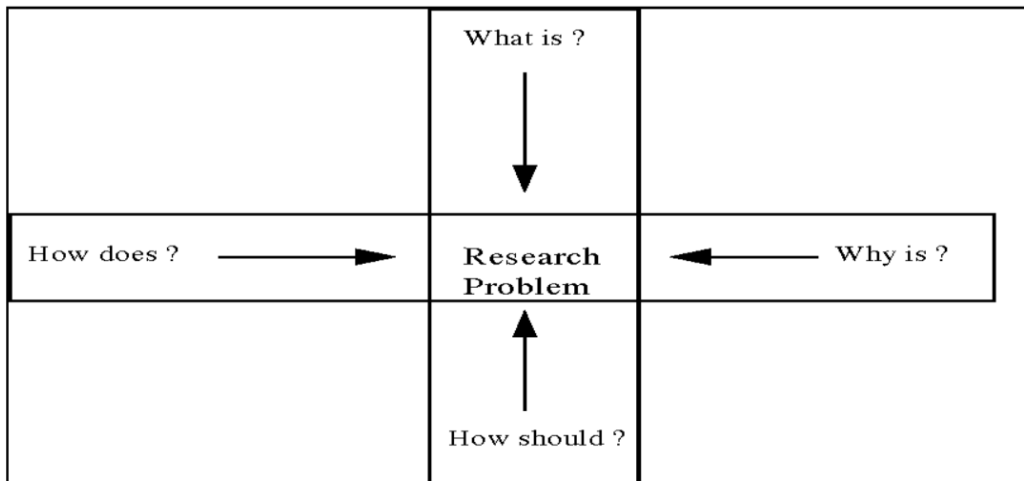 What is ?
How does ?
Research
Problem
Why is ?
How should ?